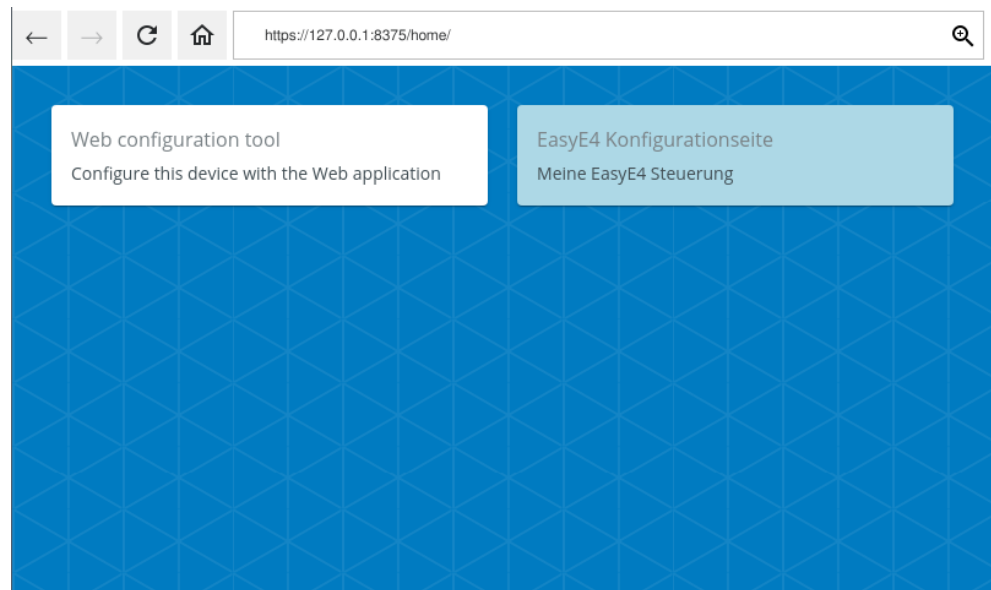 https://127.0.0.1:8375/home/
Web configuration tool
Configure this device with the Web application
EasyE4 Konfigurationseite
Meine EasyE4 Steuerung